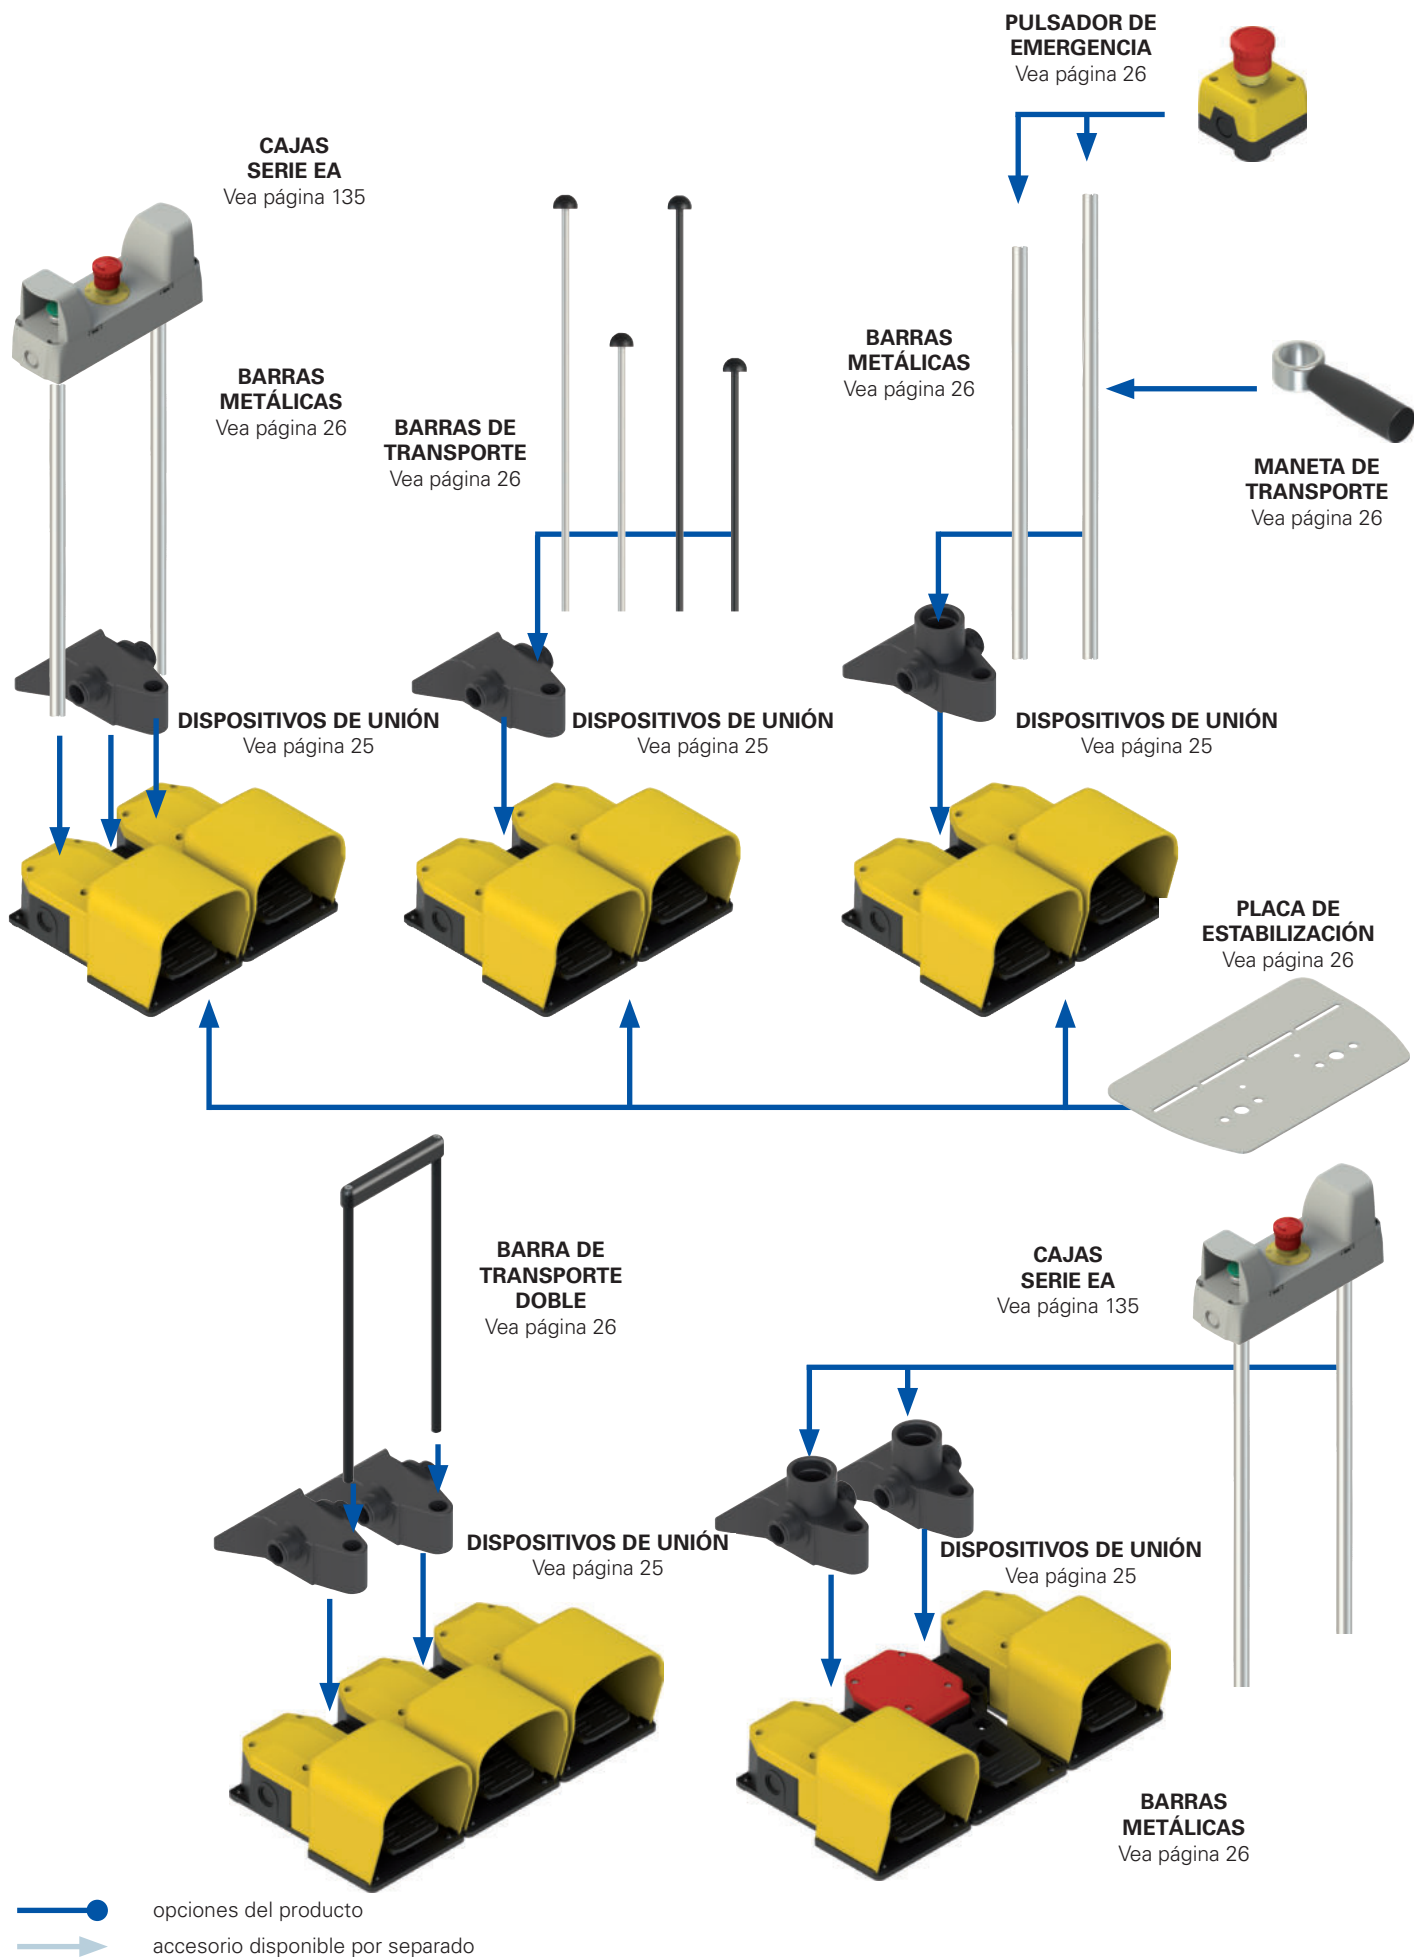 PULSADOR DE
EMERGENCIA
Vea página 26
CAJAS
SERIE EA
Vea página 135
BARRAS
METÁLICAS
Vea página 26
BARRAS DE
TRANSPORTE
Vea página 26
BARRAS
METÁLICAS
Vea página 26
MANETA DE
TRANSPORTE
Vea página 26
DISPOSITIVOS DE UNIÓN
Vea página 25
DISPOSITIVOS DE UNIÓN
Vea página 25
DISPOSITIVOS DE UNIÓN
Vea página 25
PLACA DE
ESTABILIZACIÓN
Vea página 26
BARRA DE
TRANSPORTE
DOBLE
Vea página 26
CAJAS
SERIE EA
Vea página 135
DISPOSITIVOS DE UNIÓN
Vea página 25
DISPOSITIVOS DE UNIÓN
Vea página 25
BARRAS
METÁLICAS
Vea página 26
opciones del producto
accesorio disponible por separado